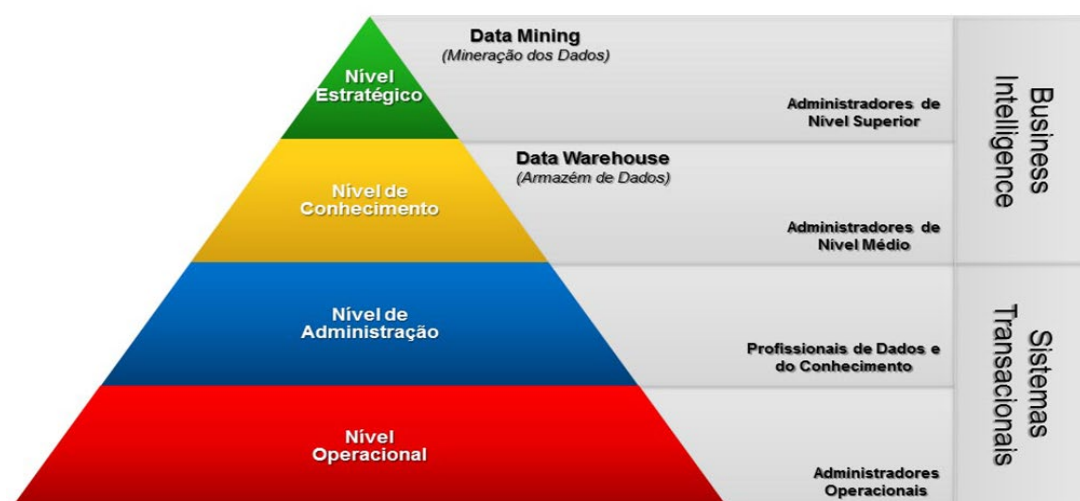 Data Mining
(Mineração dos Dados)
Nível
Estratégico
Administradores de
Nível Superior
Data Warehouse
(Armazém de Dados)
Nível de
Conhecimento
Administradores de
Nível Médio
Business
Intelligence
Nível de
Administração
Profissionais de Dados e
do Conhecimento
Nível
Operacional
Administradores
Operacionais
Sistemas
Transacionais